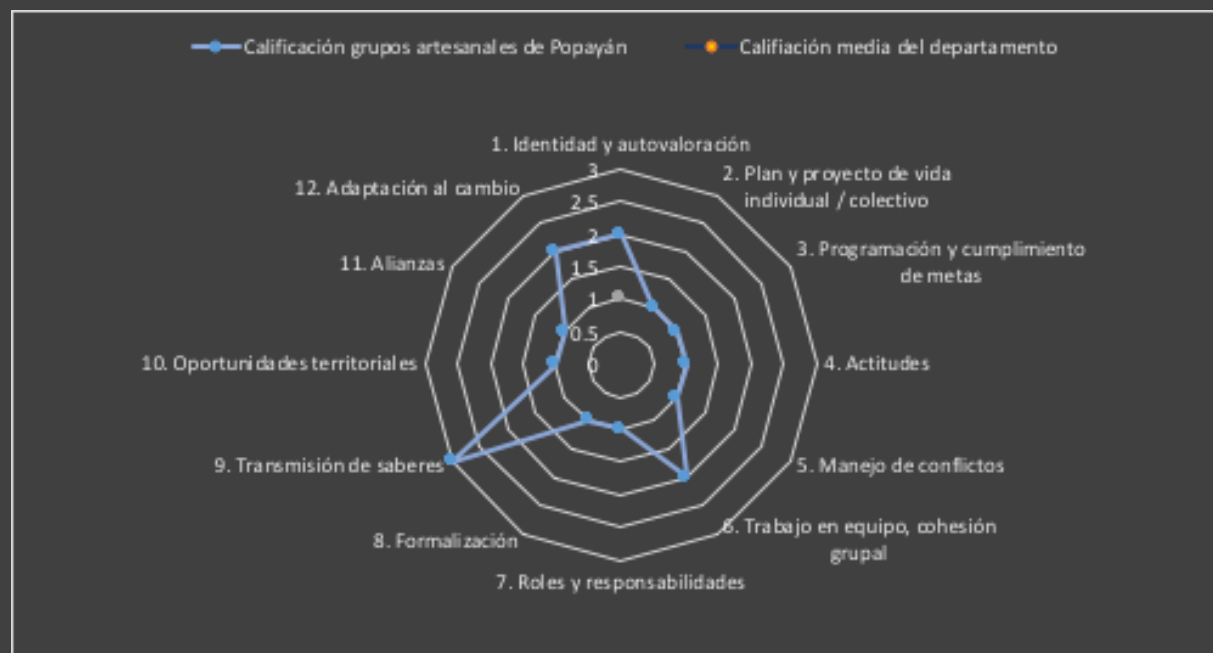 Calificación grupos artesanales de Popayán
Califiación media del departamento
1. Identidad y autovaloración
2. Plan y proyecto de vida
individual / colectivo
3. Programación y cumplimiento
de metas
4. Actitudes
5. Manejo de conflictos
6. Trabajo en equipo, cohesión
grupal
7. Roles y responsabilidades
8. Formalización
9. Transmisión de saberes
10. Oportunidades territoriales
11. Alianzas
12. Adaptación al cambio
3
2.5
2
1.5
1
0.5
0